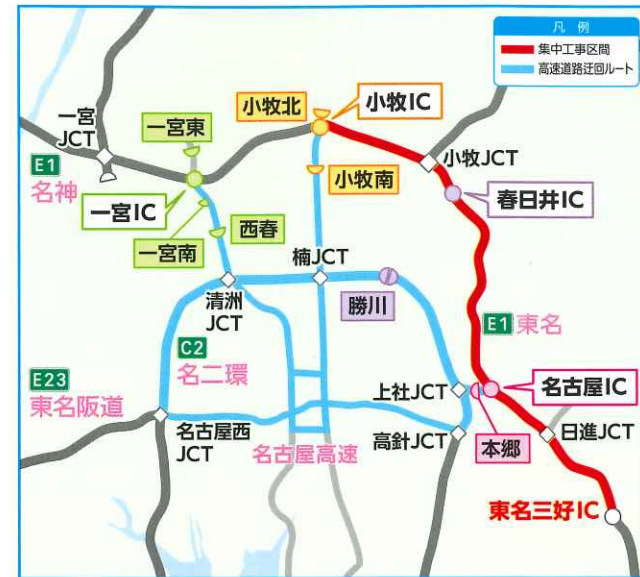 凡例
集中工事区間
高速道路迂回ルート
小牧北
小牧IC
一宮
JCT
一宮東
小牧JCT
E1
名神
小牧南
春日井IC
一宮IC
西春
一宮南
楠JCT
清洲
JCT
勝川
E1
東名
C2
名二環
E23
東名阪道
上社JCT
名古屋IC
名古屋西
JCT
名古屋高速
高針JCT
本郷
日進JCT
東名三好IC